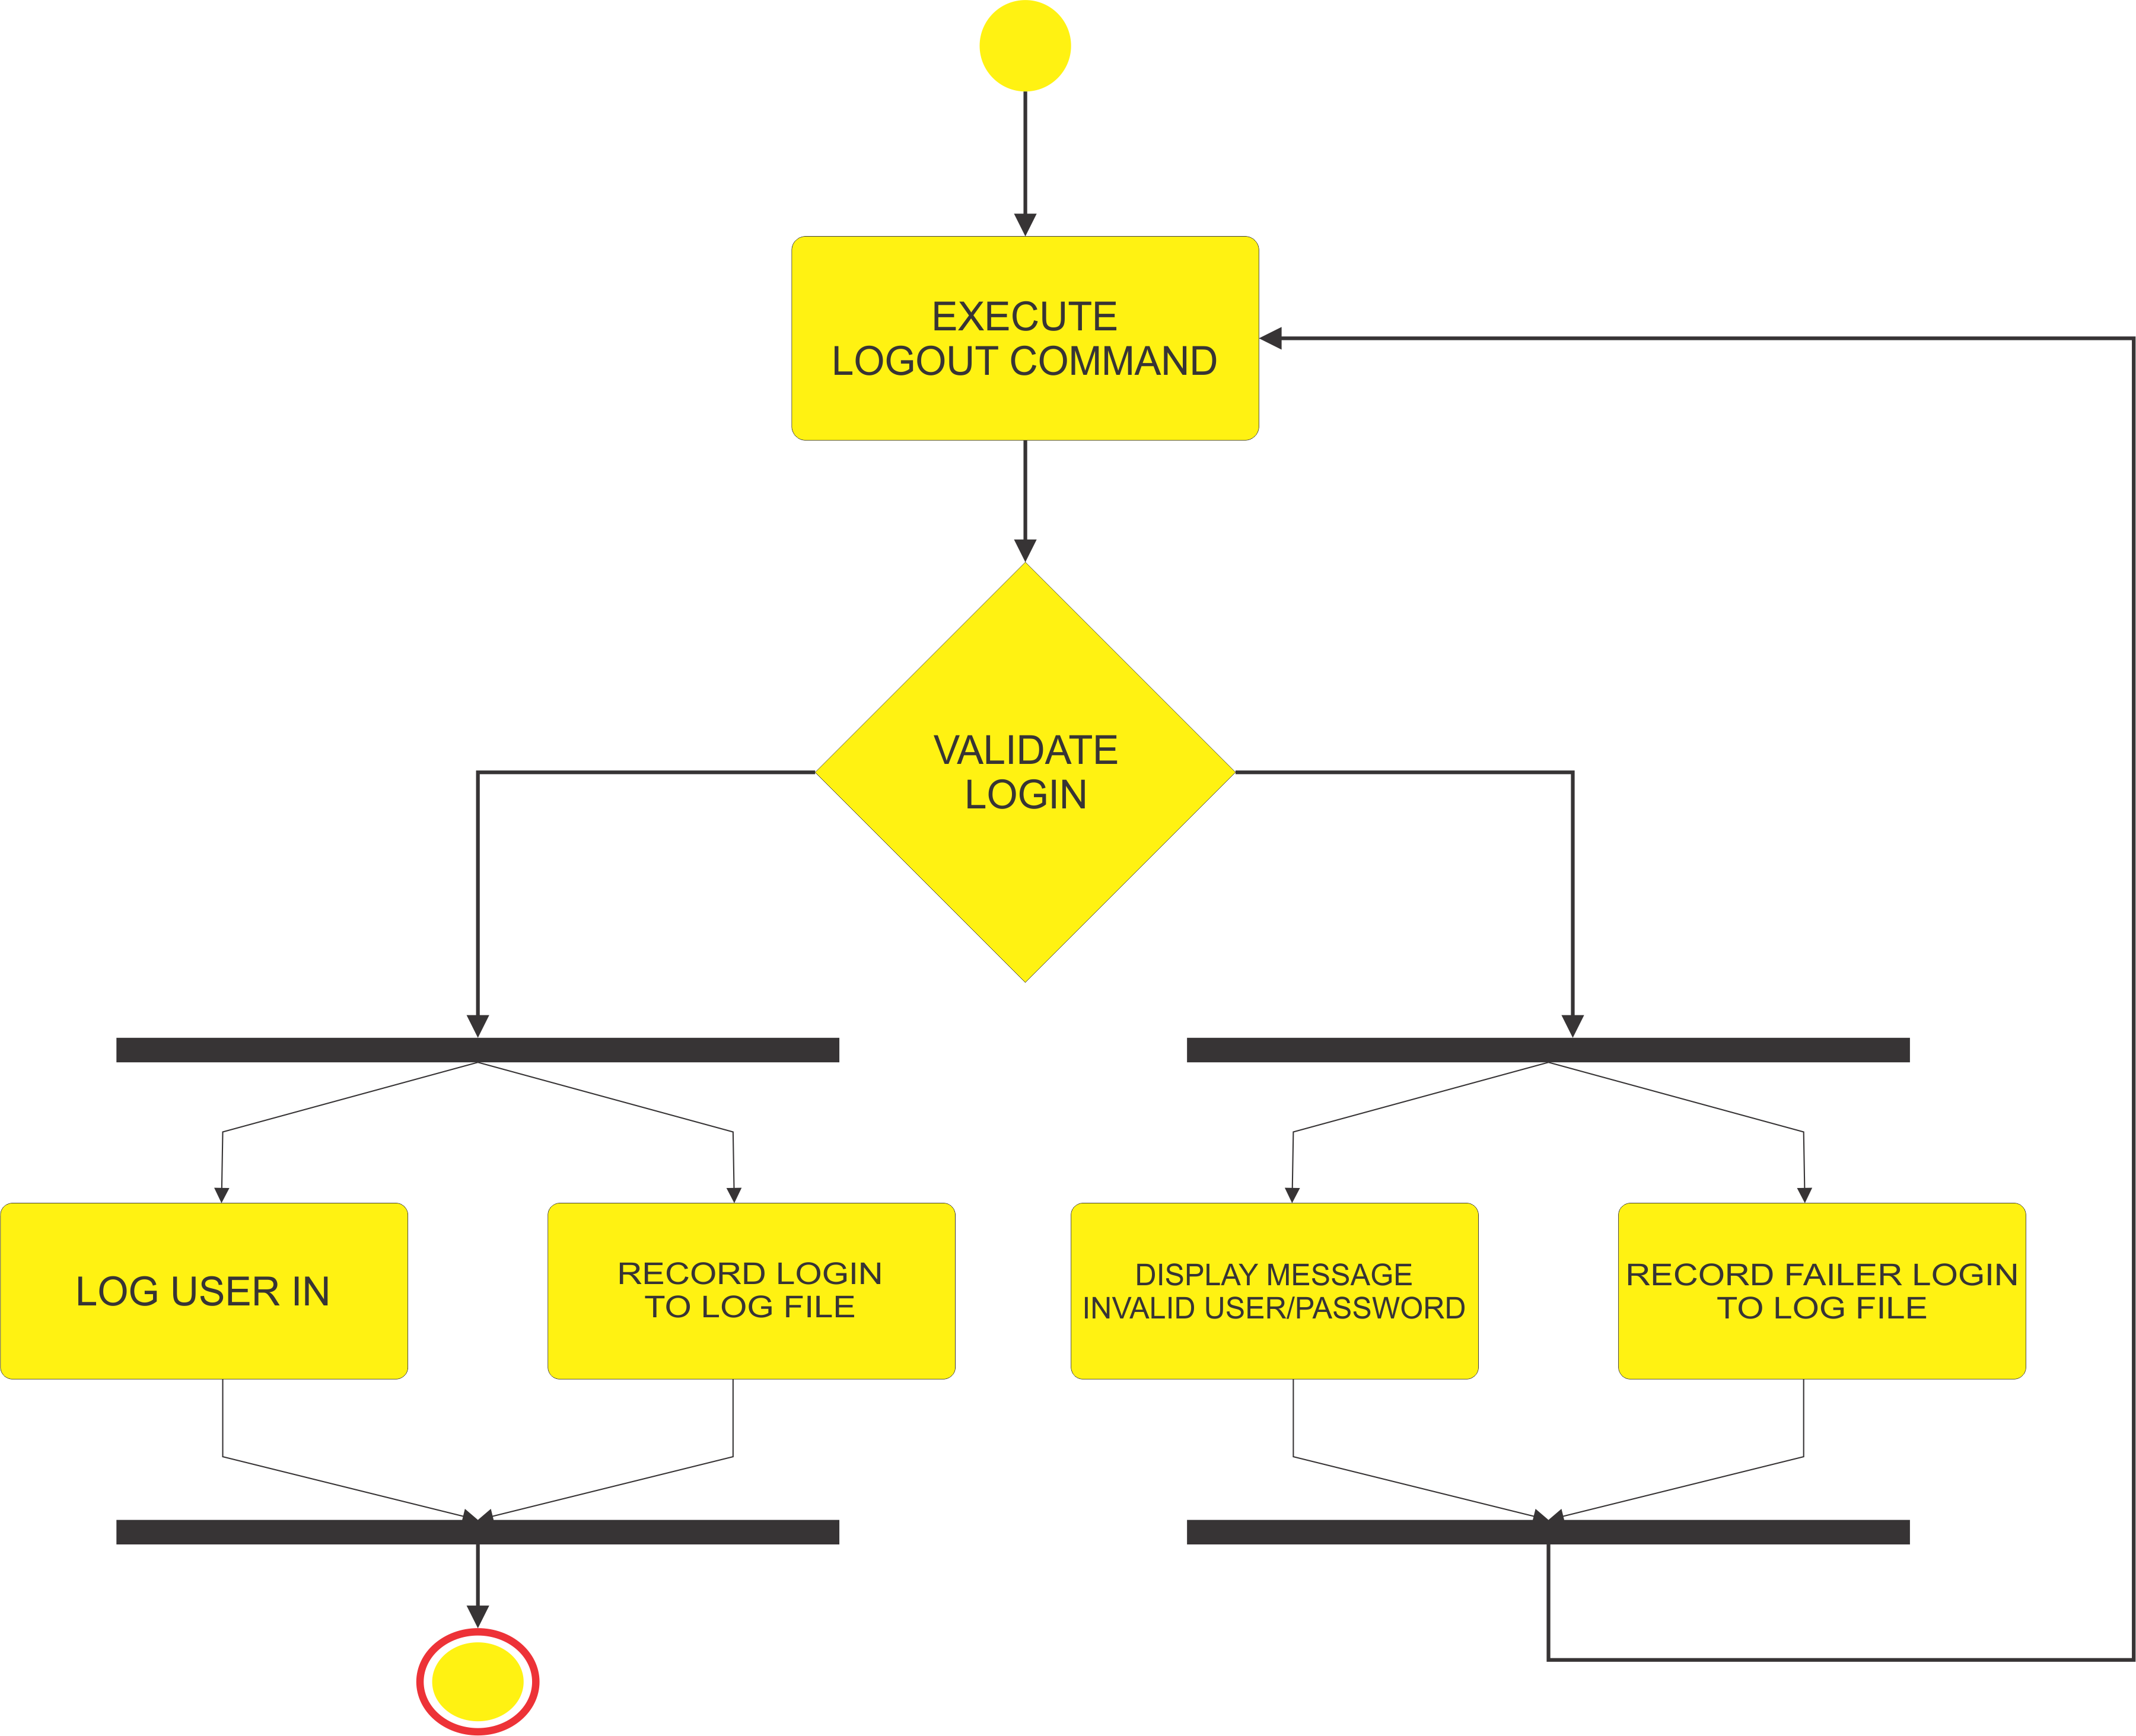 EXECUTE
LOGOUT COMMAND
VALIDATE
LOGIN
LOG USER IN
RECORD LOGIN
TO LOG FILE
DISPLAY MESSAGE
INVALID USER/PASSWORD
RECORD FAILER LOGIN
TO LOG FILE